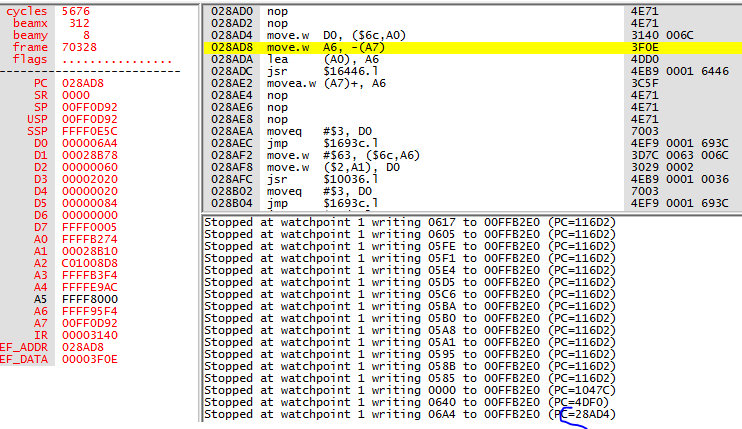 cycles 5676
beamx 312
beamy 8
frame 70328
flags ................
PC 028AD8
SR 0000
SP 00FF0D92
USP 00FF0D92
SSP FFFF0E5C
D0 000006A4
D1 00028B78
D2 00000060
D3 00002020
D4 00000020
D5 00000084
D6 00000000
D7 FFFF0005
A0 FFFFB274
A1 00028B10
A2 C01008D8
A3 FFFFB3F4
A4 FFFFE9AC
A5 FFFF8000
A6 FFFF95F4
A7 00FF0D92
IR 00003140
EF_ADDR 028AD8
EF_DATA 00003F0E
028AD0 nop 4E71
028AD2 nop 4E71
028AD4 move.w D0, ($6c,A0) 3140 006C
028AD8 move.w A6, -(A7) 3F0E
028ADA lea (A0), A6 4DD0
028ADC jsr $16446.l 4EB9 0001 6446
028AE2 movea.w (A7)+, A6 3C5F
028AE4 nop 4E71
028AE6 nop 4E71
028AE8 nop 4E71
028AEA moveq #$3, D0 7003
028AEC jmp $1693c.l 4EF9 0001 693C
028AF2 move.w #$63, ($6c,A6) 3D7C 0063 006C
028AF8 move.w ($2,A1), D0 3029 0002
028AFC jsr $10036.l 4EB9 0001 0036
028B02 moveq #$3, D0 7003
028B04 jmp $1693c.l 4EF9 0001 693C
Stopped at watchpoint 1 writing 0617 to 00FFB2E0 (PC=116D2)
Stopped at watchpoint 1 writing 0605 to 00FFB2E0 (PC=116D2)
Stopped at watchpoint 1 writing 05FE to 00FFB2E0 (PC=116D2)
Stopped at watchpoint 1 writing 05F1 to 00FFB2E0 (PC=116D2)
Stopped at watchpoint 1 writing 05E4 to 00FFB2E0 (PC=116D2)
Stopped at watchpoint 1 writing 05D5 to 00FFB2E0 (PC=116D2)
Stopped at watchpoint 1 writing 05C6 to 00FFB2E0 (PC=116D2)
Stopped at watchpoint 1 writing 05BA to 00FFB2E0 (PC=116D2)
Stopped at watchpoint 1 writing 05B0 to 00FFB2E0 (PC=116D2)
Stopped at watchpoint 1 writing 05A8 to 00FFB2E0 (PC=116D2)
Stopped at watchpoint 1 writing 05A1 to 00FFB2E0 (PC=116D2)
Stopped at watchpoint 1 writing 0595 to 00FFB2E0 (PC=116D2)
Stopped at watchpoint 1 writing 058B to 00FFB2E0 (PC=116D2)
Stopped at watchpoint 1 writing 0585 to 00FFB2E0 (PC=116D2)
Stopped at watchpoint 1 writing 0000 to 00FFB2E0 (PC=1047C)
Stopped at watchpoint 1 writing 0640 to 00FFB2E0 (PC=4DF0)
Stopped at watchpoint 1 writing 06A4 to 00FFB2E0 (PC=28AD4)